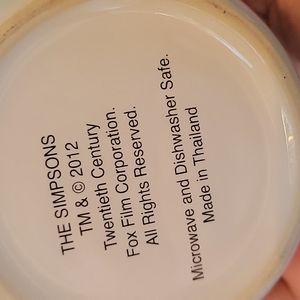 THE SIMPSONS
TM & © 2012
Twentieth Century
Fox Film Corporation.
All Rights Reserved.
Microwave and Dishwasher Safe.
Made in Thailand